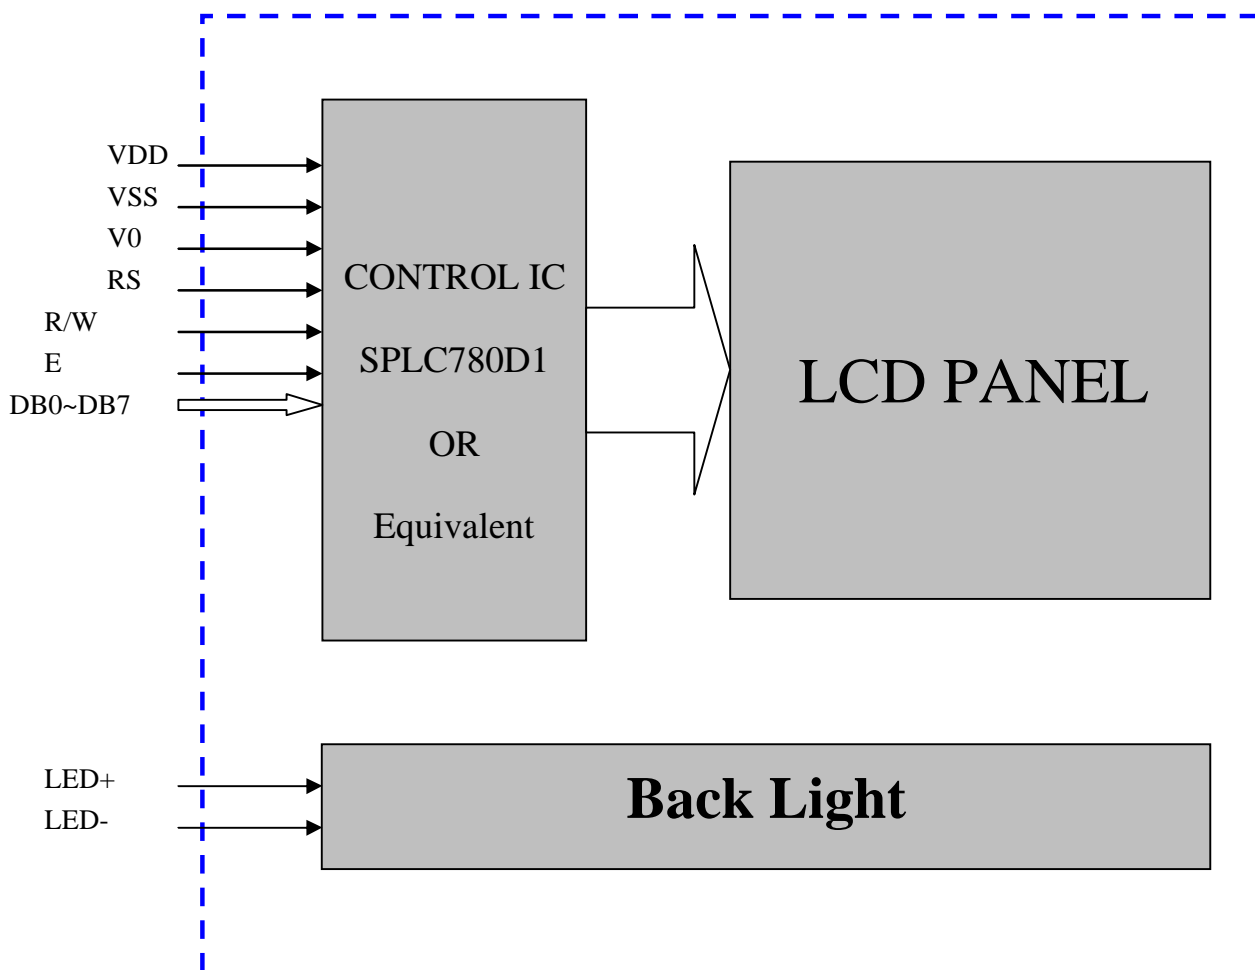 VDD
VSS
V0
RS
R/W
E
DB0~DB7
CONTROL IC
SPLC780D1
OR
Equivalent
LCD PANEL
LED+
LED-
Back Light